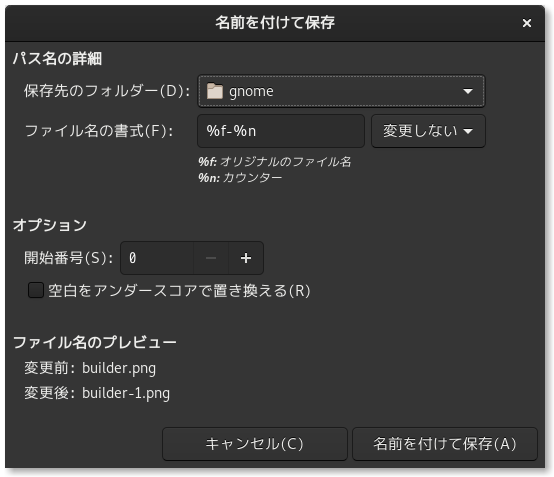 名前を付けて保存
パス名の詳細
保存先のフォルダー(D): gnome
ファイル名の書式(F): %f-%n 変更しない
%f: オリジナルのファイル名
%n: カウンター
オプション
開始番号(S): 0
空白をアンダースコアで置き換える(R)
ファイル名のプレビュー
変更前: builder.png
変更後: builder-1.png
キャンセル(C) 名前を付けて保存(A)